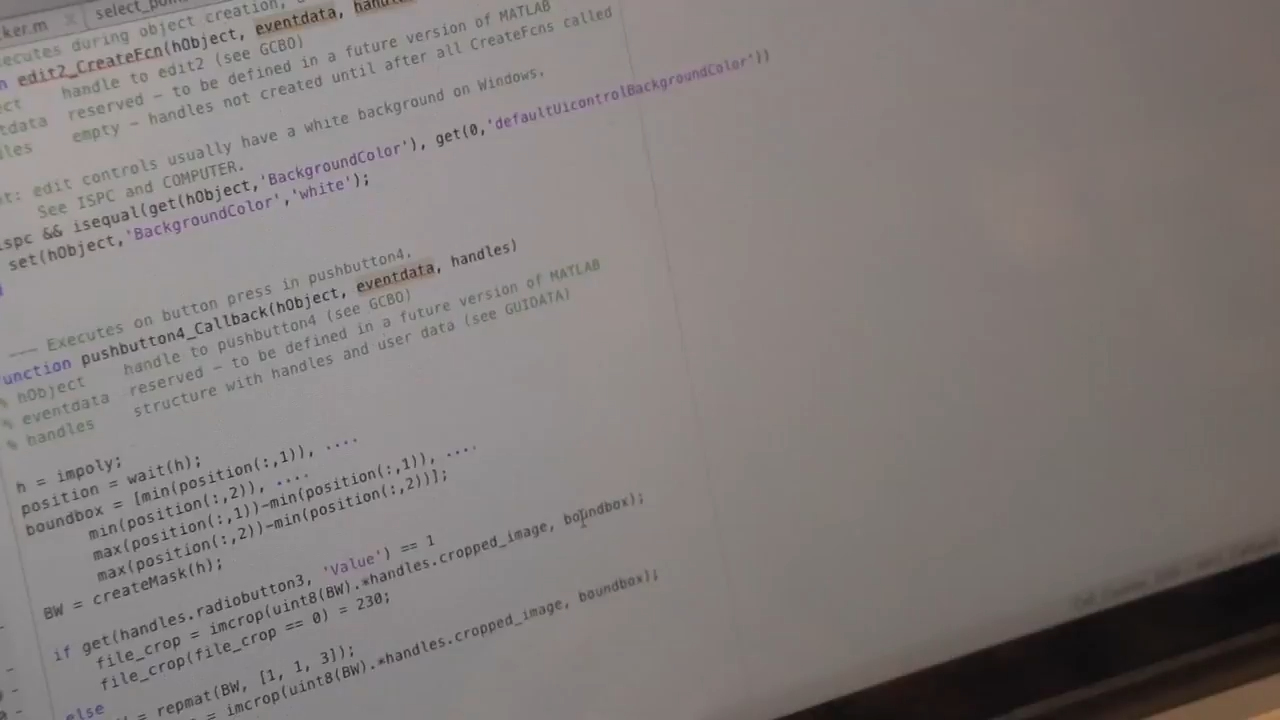 ker.m select_po
ecutes during object creation,
n edit2_CreateFcn(hObject, eventdata, handle
ect handle to edit2 (see GCBO)
tdata reserved - to be defined in a future version of MATLAB
les empty - handles not created until after all CreateFcns called
nt: edit controls usually have a white background on Windows.
See ISPC and COMPUTER.
ispc && isequal(get(hObject,'BackgroundColor'), get(0,'defaultUicontrolBackgroundColor'))
set(hObject,'BackgroundColor','white');
--- Executes on button press in pushbutton4.
function pushbutton4_Callback(hObject, eventdata, handles)
% hObject handle to pushbutton4 (see GCBO)
% eventdata reserved - to be defined in a future version of MATLAB
% handles structure with handles and user data (see GUIDATA)
h = impoly;
position = wait(h);
boundbox = [min(position(:,1)), ....
min(position(:,2)), ....
max(position(:,1))-min(position(:,1)), ....
max(position(:,2))-min(position(:,2))];
BW = createMask(h);
if get(handles.radiobutton3, 'Value') == 1
file_crop = imcrop(uint8(BW).*handles.cropped_image, boundbox);
file_crop(file_crop == 0) = 230;
else
= repmat(BW, [1, 1, 3]);
= imcrop(uint8(BW).*handles.cropped_image, boundbox);